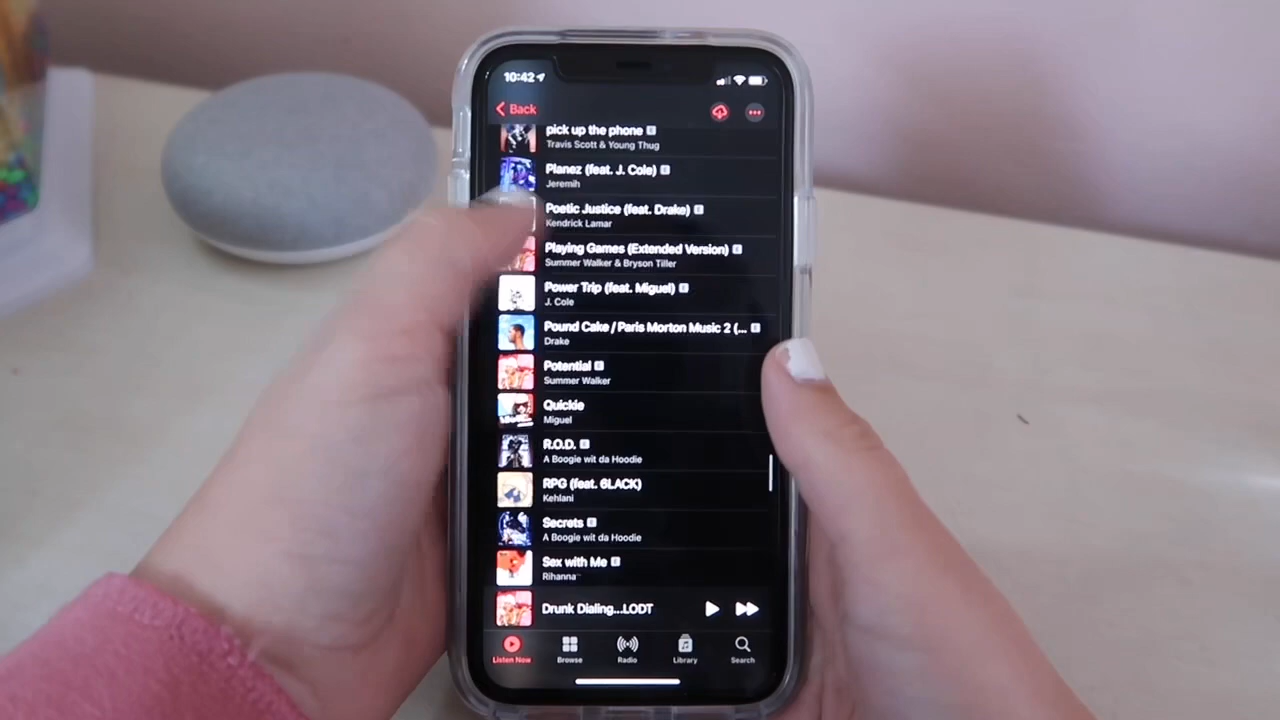 10:42
Back
pick up the phone E
Travis Scott & Young Thug
Planez (feat. J. Cole) E
Jeremih
Poetic Justice (feat. Drake) E
Kendrick Lamar
Playing Games (Extended Version) E
Summer Walker & Bryson Tiller
Power Trip (feat. Miguel) E
J. Cole
Pound Cake / Paris Morton Music 2 (... E
Drake
Potential E
Summer Walker
Quickie
Miguel
R.O.D. E
A Boogie wit da Hoodie
RPG (feat. 6LACK)
Kehlani
Secrets E
A Boogie wit da Hoodie
Sex with Me E
Rihanna
Drunk Dialing...LODT
Listen Now Browse Radio Library Search